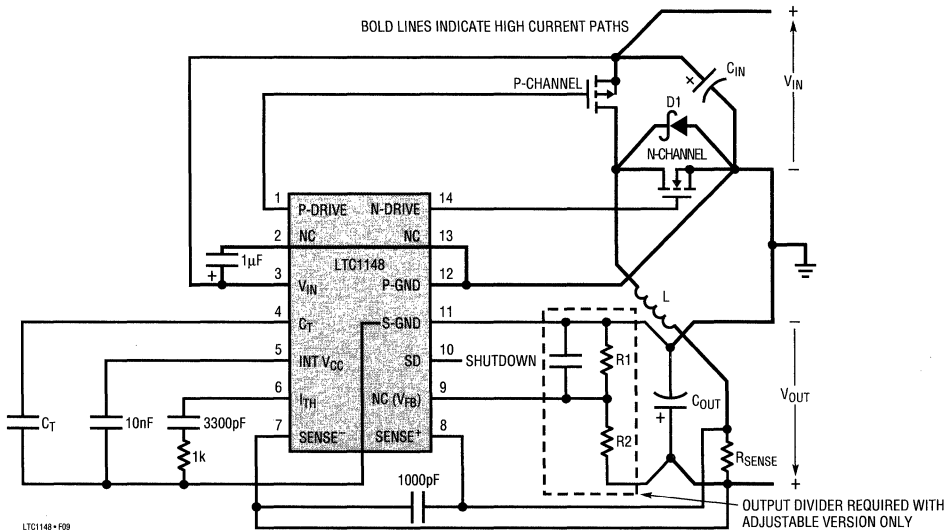 BOLD LINES INDICATE HIGH CURRENT PATHS
+
P-CHANNEL
+
C_IN
V_IN
D1
N-CHANNEL
−
1
P-DRIVE
N-DRIVE
14
2
NC
NC
13
1µF
+
LTC1148
3
V_IN
P-GND
12
L
4
C_T
S-GND
11
−
5
INT V_CC
SD
10
SHUTDOWN
R1
6
I_TH
NC (V_FB)
9
C_OUT
V_OUT
C_T
10nF
3300pF
+
7
SENSE−
SENSE+
8
R2
1k
R_SENSE
1000pF
+
OUTPUT DIVIDER REQUIRED WITH
ADJUSTABLE VERSION ONLY
LTC1148 • F09